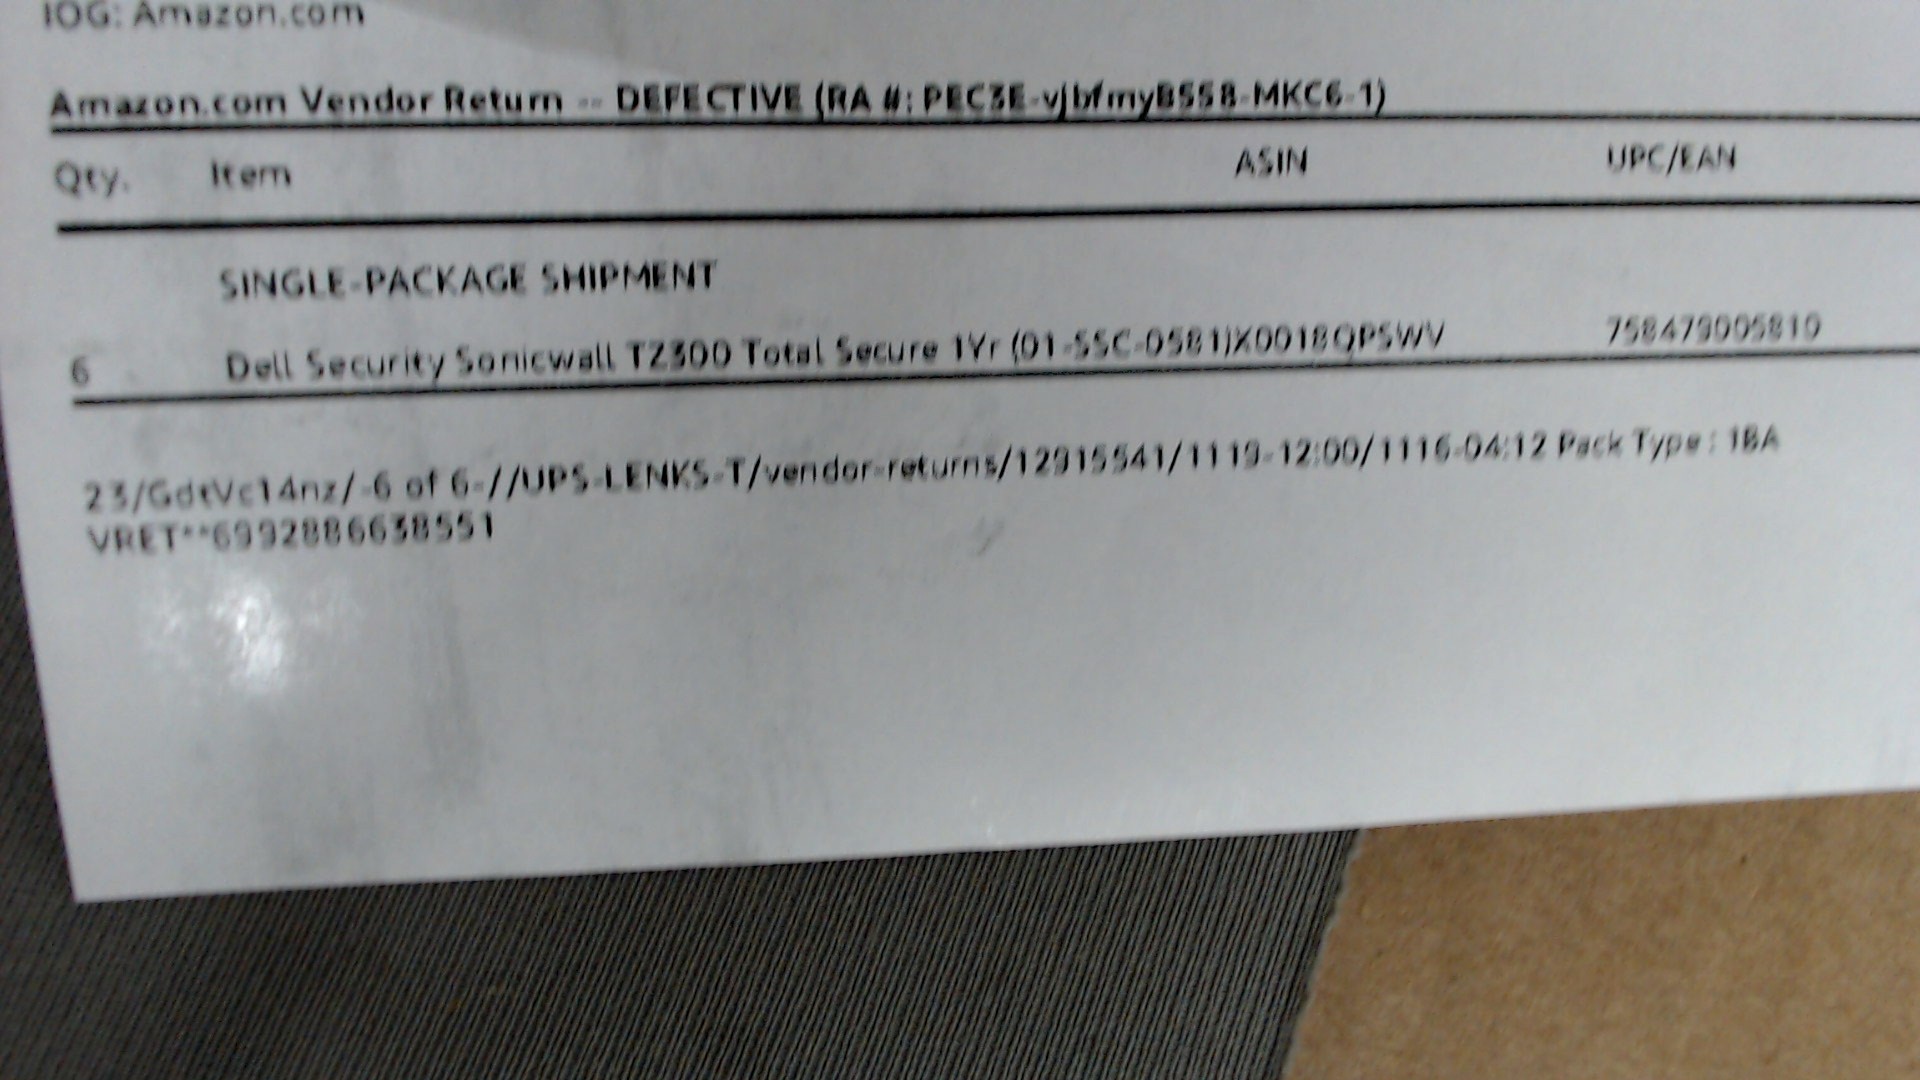 IOG: Amazon.com
Amazon.com Vendor Return -- DEFECTIVE (RA #: PEC3E-vjbfmyB558-MKC6-1)
Qty. Item ASIN UPC/EAN
SINGLE-PACKAGE SHIPMENT
6 Dell Security Sonicwall TZ300 Total Secure 1Yr (01-SSC-0581)X0018QPSWV 758479005810
23/GdtVc14nz/-6 of 6-//UPS-LENKS-T/vendor-returns/12915541/1119-12:00/1116-04:12 Pack Type : 1BA
VRET**6992886638551